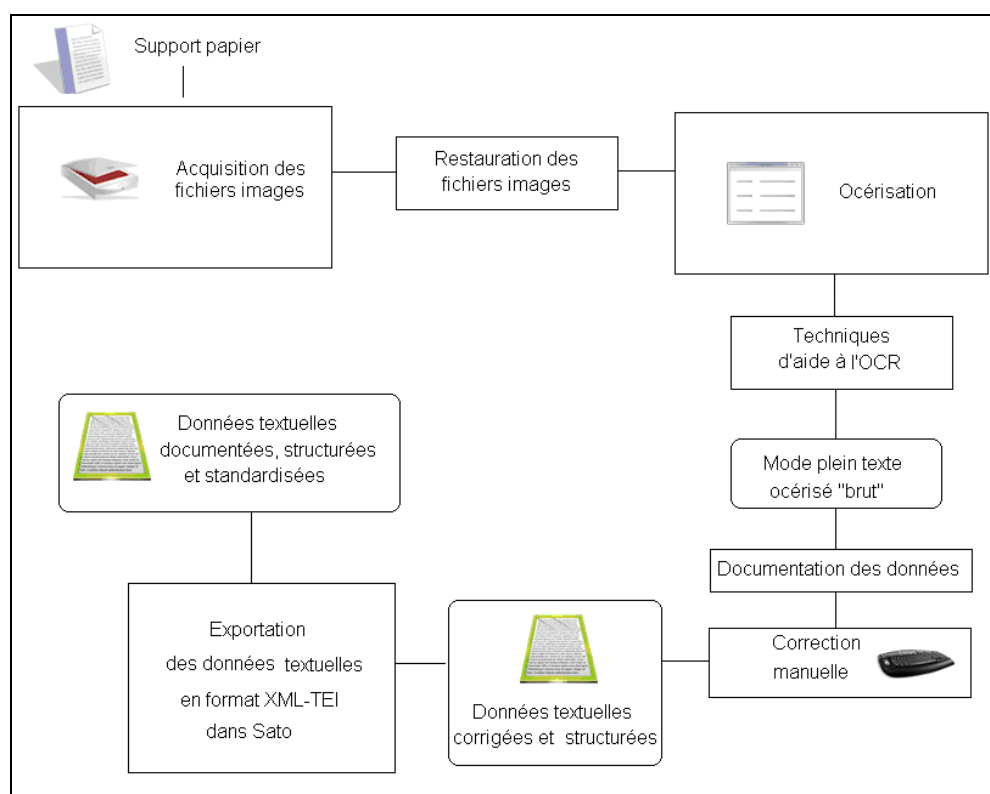 Support papier
Acquisition des
fichiers images
Restauration des
fichiers images
Océrisation
Techniques
d'aide à l'OCR
Mode plein texte
océrisé "brut"
Documentation des données
Correction
manuelle
Données textuelles
corrigées et structurées
Exportation
des données textuelles
en format XML-TEI
dans Sato
Données textuelles
documentées, structurées
et standardisées